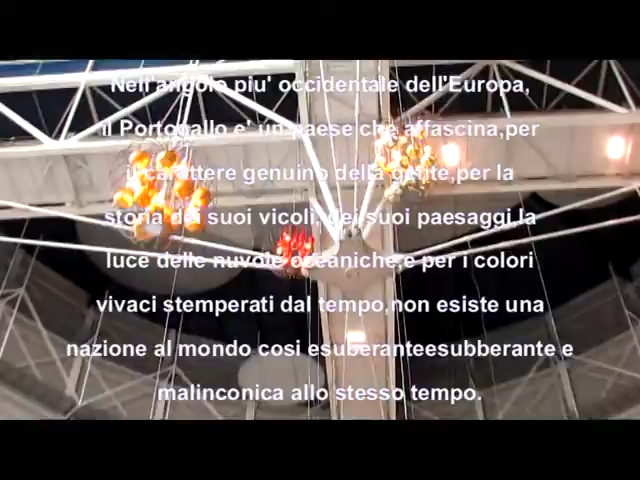 Nell'angolo piu' occidentale dell'Europa,
il Portogallo e' un paese che affascina,per
il carattere genuino della gente,per la
storia dei suoi vicoli, dei suoi paesaggi,la
luce delle nuvole oceaniche,e per i colori
vivaci stemperati dal tempo,non esiste una
nazione al mondo cosi esuberanteesubberante e
malinconica allo stesso tempo.